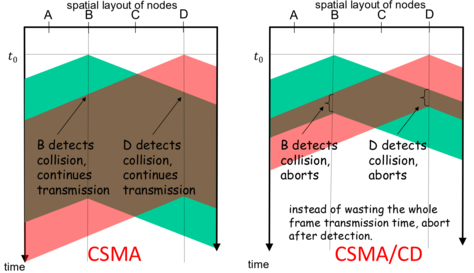 spatial layout of nodes
A B C D
t₀
B detects
collision,
continues
transmission
D detects
collision,
continues
transmission
time
CSMA
spatial layout of nodes
A B C D
t₀
B detects
collision,
aborts
D detects
collision,
aborts
instead of wasting the whole
frame transmission time, abort
after detection.
time
CSMA/CD